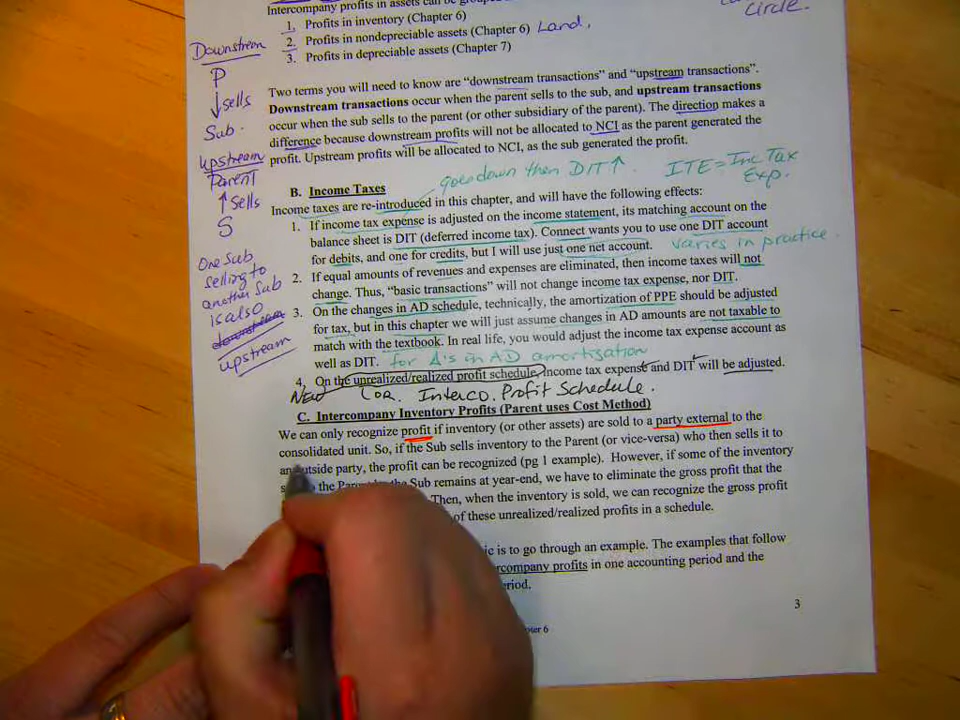 Intercompany profits in assets can be
circle.
1. Profits in inventory (Chapter 6)
2. Profits in nondepreciable assets (Chapter 6) Land.
3. Profits in depreciable assets (Chapter 7)
Downstream
P
↓ sells
Sub.
Upstream
Parent
↑ sells
S
One Sub
selling to
another Sub
is also
downstream
upstream
Two terms you will need to know are “downstream transactions” and “upstream transactions”.
Downstream transactions occur when the parent sells to the sub, and upstream transactions
occur when the sub sells to the parent (or other subsidiary of the parent). The direction makes a
difference because downstream profits will not be allocated to NCI as the parent generated the
profit. Upstream profits will be allocated to NCI, as the sub generated the profit.
goes down then DIT ↑. ITE = Inc Tax
Exp.
B. Income Taxes
Income taxes are re-introduced in this chapter, and will have the following effects:
1. If income tax expense is adjusted on the income statement, its matching account on the
balance sheet is DIT (deferred income tax). Connect wants you to use one DIT account
for debits, and one for credits, but I will use just one net account. varies in practice.
2. If equal amounts of revenues and expenses are eliminated, then income taxes will not
change. Thus, “basic transactions” will not change income tax expense, nor DIT.
3. On the changes in AD schedule, technically, the amortization of PPE should be adjusted
for tax, but in this chapter we will just assume changes in AD amounts are not taxable to
match with the textbook. In real life, you would adjust the income tax expense account as
well as DIT. for Δ's in AD amortization
4. On the unrealized/realized profit schedule, Income tax expense and DIT will be adjusted.
New (OR. Interco. Profit Schedule.
C. Intercompany Inventory Profits (Parent uses Cost Method)
We can only recognize profit if inventory (or other assets) are sold to a party external to the
consolidated unit. So, if the Sub sells inventory to the Parent (or vice-versa) who then sells it to
an outside party, the profit can be recognized (pg 1 example). However, if some of the inventory
the Parent by the Sub remains at year-end, we have to eliminate the gross profit that the
Then, when the inventory is sold, we can recognize the gross profit
of these unrealized/realized profits in a schedule.
is to go through an example. The examples that follow
intercompany profits in one accounting period and the
period.
3
6